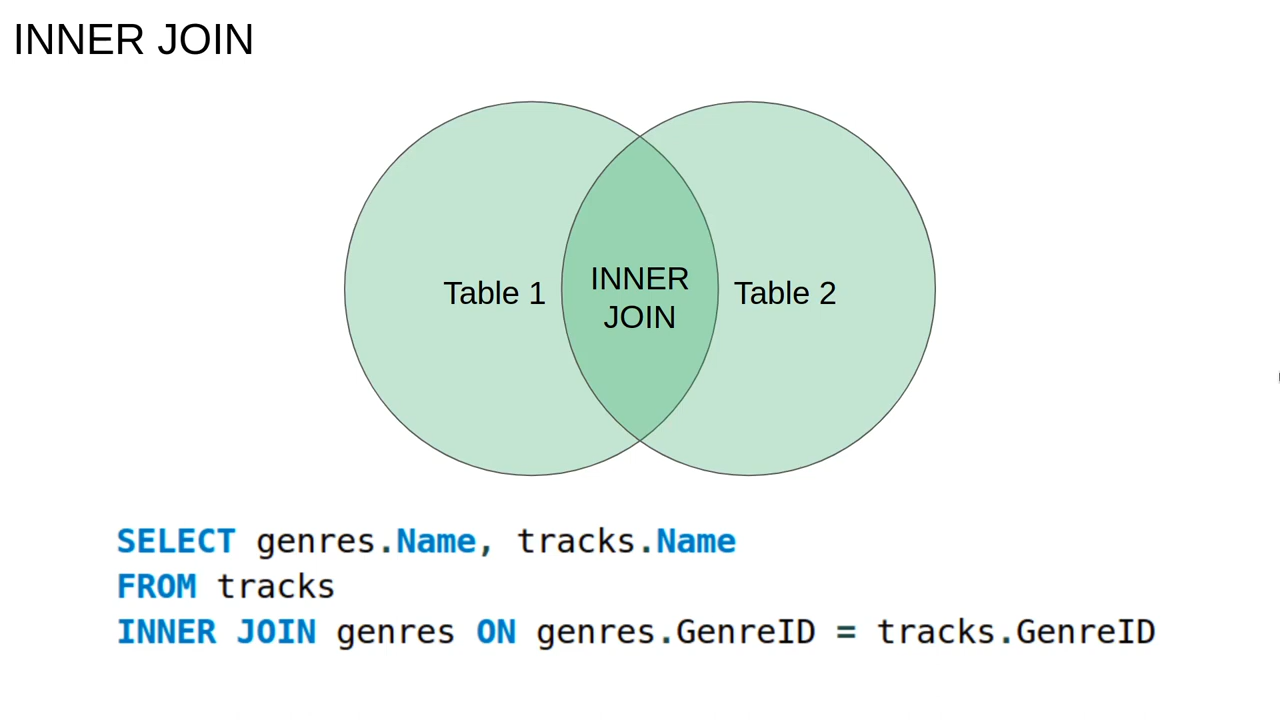 INNER JOIN
Table 1
INNER
JOIN
Table 2
SELECT genres.Name, tracks.Name
FROM tracks
INNER JOIN genres ON genres.GenreID = tracks.GenreID